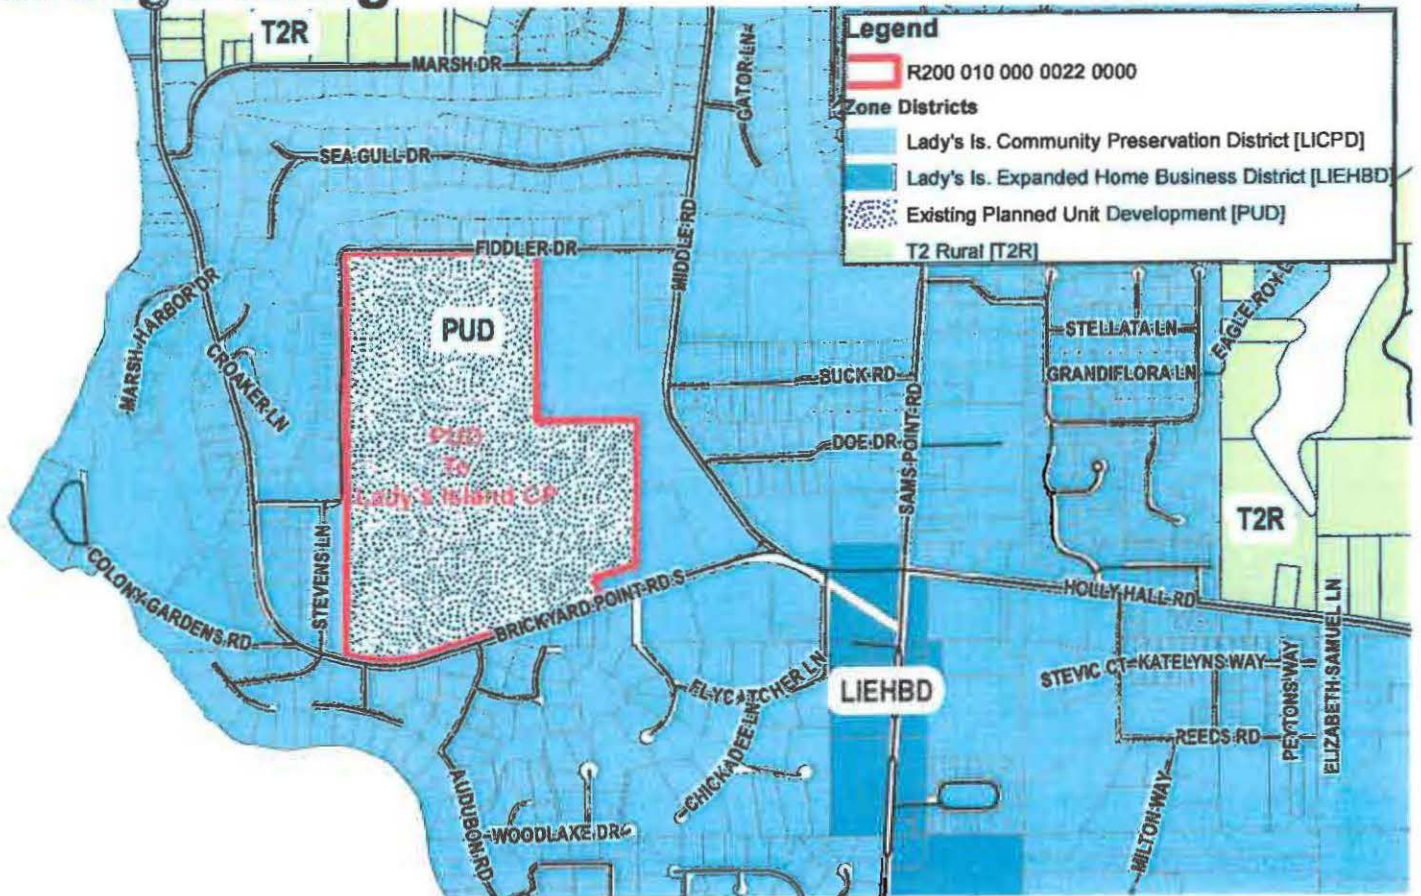 T2R
MARSH DR
GATOR LN
SEA GULL DR
Legend
R200 010 000 0022 0000
Zone Districts
Lady's Is. Community Preservation District [LICPD]
Lady's Is. Expanded Home Business District [LIEHBD]
Existing Planned Unit Development [PUD]
T2 Rural [T2R]
FIDDLER DR
MIDDLE RD
MARSH HARBOR DR
CROAKER LN
PUD
PUD
To
Lady's Island CP
BUCK RD
DOE DR
SAMS POINT RD
STELLATA LN
GRANDIFLORA LN
T2R
COLONY GARDENS RD
STEVENS LN
BRICKYARD POINT RD S
HOLLY HALL RD
FLYCATCHER LN
CHICKADEE LN
LIEHBD
STEVIC CT
KATELYNS WAY
PEYTONS WAY
ELIZABETH SAMUEL LN
REEDS RD
MILTON WAY
AUDUBON RD
WOODLAKE DR